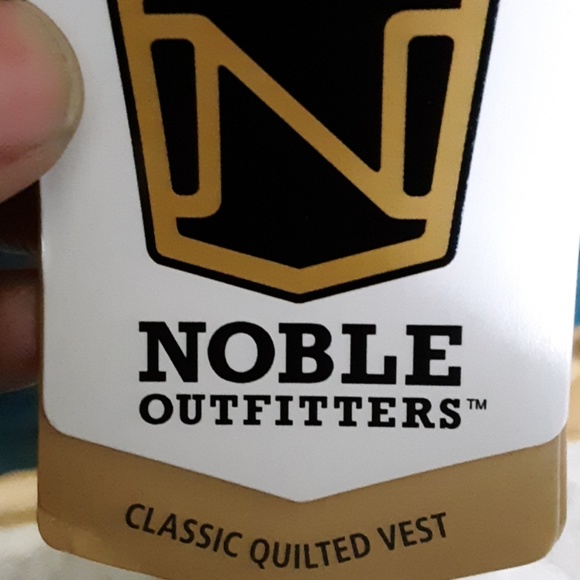 N
NOBLE
OUTFITTERS™
CLASSIC QUILTED VEST